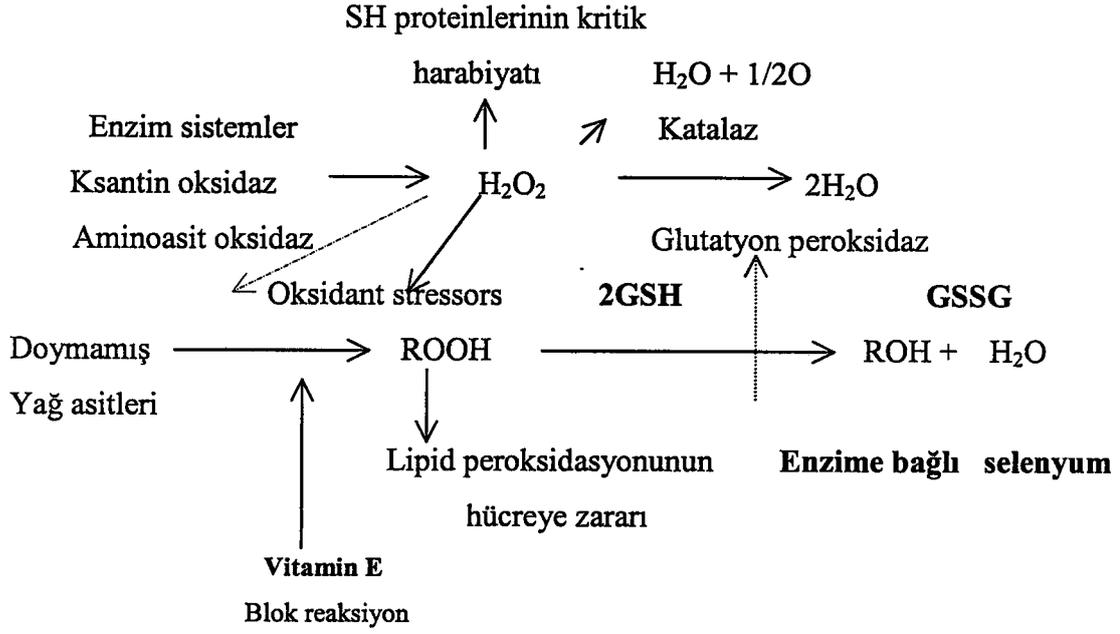 SH proteinlerinin kritik
harabiyatı H₂O + 1/2O
Enzim sistemler Katalaz
Ksantin oksidaz H₂O₂ 2H₂O
Aminoasit oksidaz Glutatyon peroksidaz
Oksidant stressors 2GSH GSSG
Doymamış ROOH ROH + H₂O
Yağ asitleri
Lipid peroksidasyonunun Enzime bağlı selenyum
hücreye zararı
Vitamin E
Blok reaksiyon